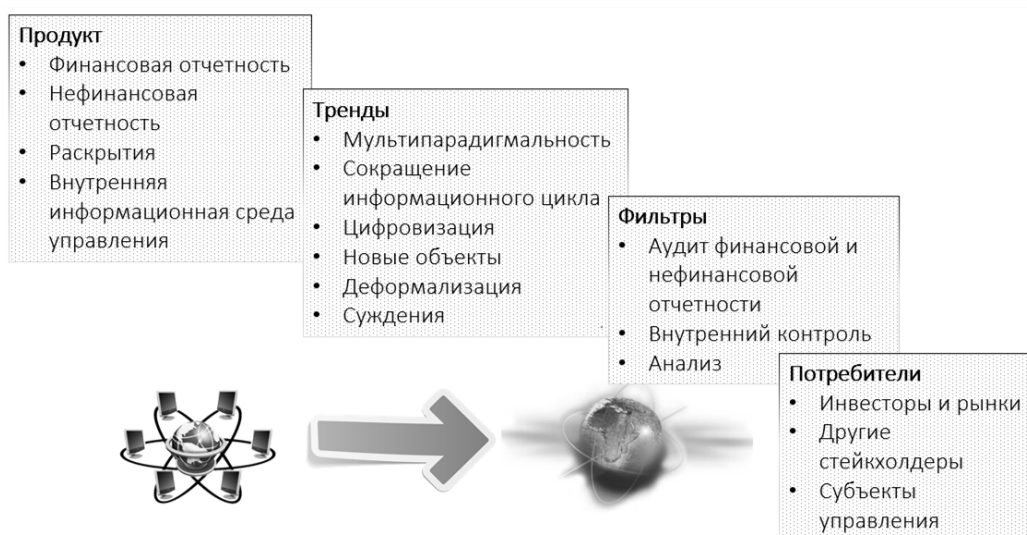 Продукт
• Финансовая отчетность
• Нефинансовая
отчетность
• Раскрытия
• Внутренняя
информационная среда
управления
Тренды
• Мультипарадигмальность
• Сокращение
информационного цикла
• Цифровизация
• Новые объекты
• Деформализация
• Суждения
Фильтры
• Аудит финансовой и
нефинансовой
отчетности
• Внутренний контроль
• Анализ
Потребители
• Инвесторы и рынки
• Другие
стейкхолдеры
• Субъекты
управления